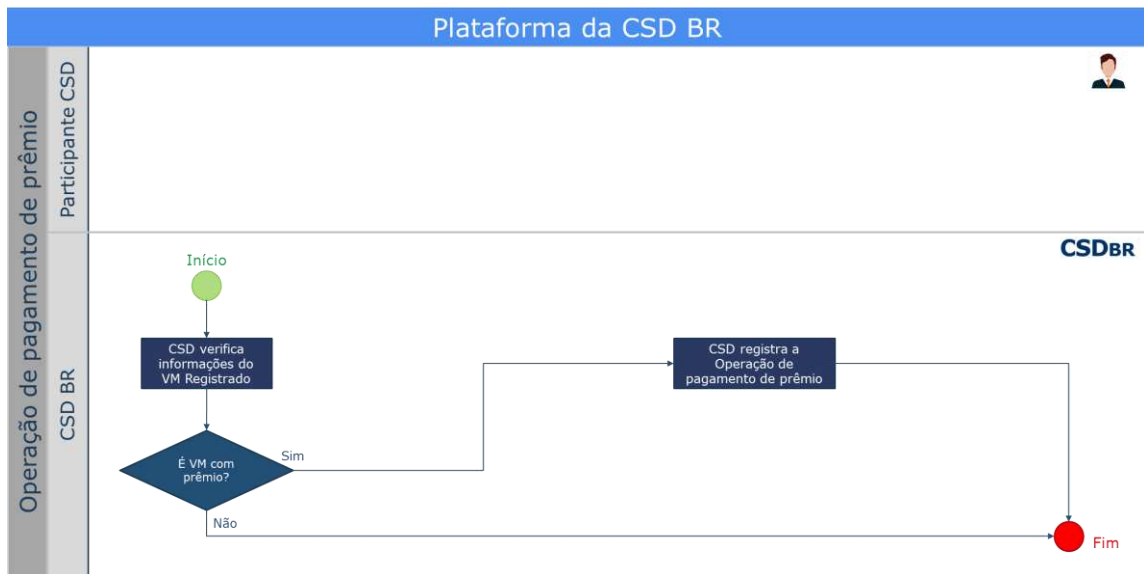 Plataforma da CSD BR
Operação de pagamento de prêmio
Participante CSD
CSD BR
CSDBR
Início
CSD verifica
informações do
VM Registrado
CSD registra a
Operação de
pagamento de prêmio
É VM com
prêmio?
Sim
Não
Fim